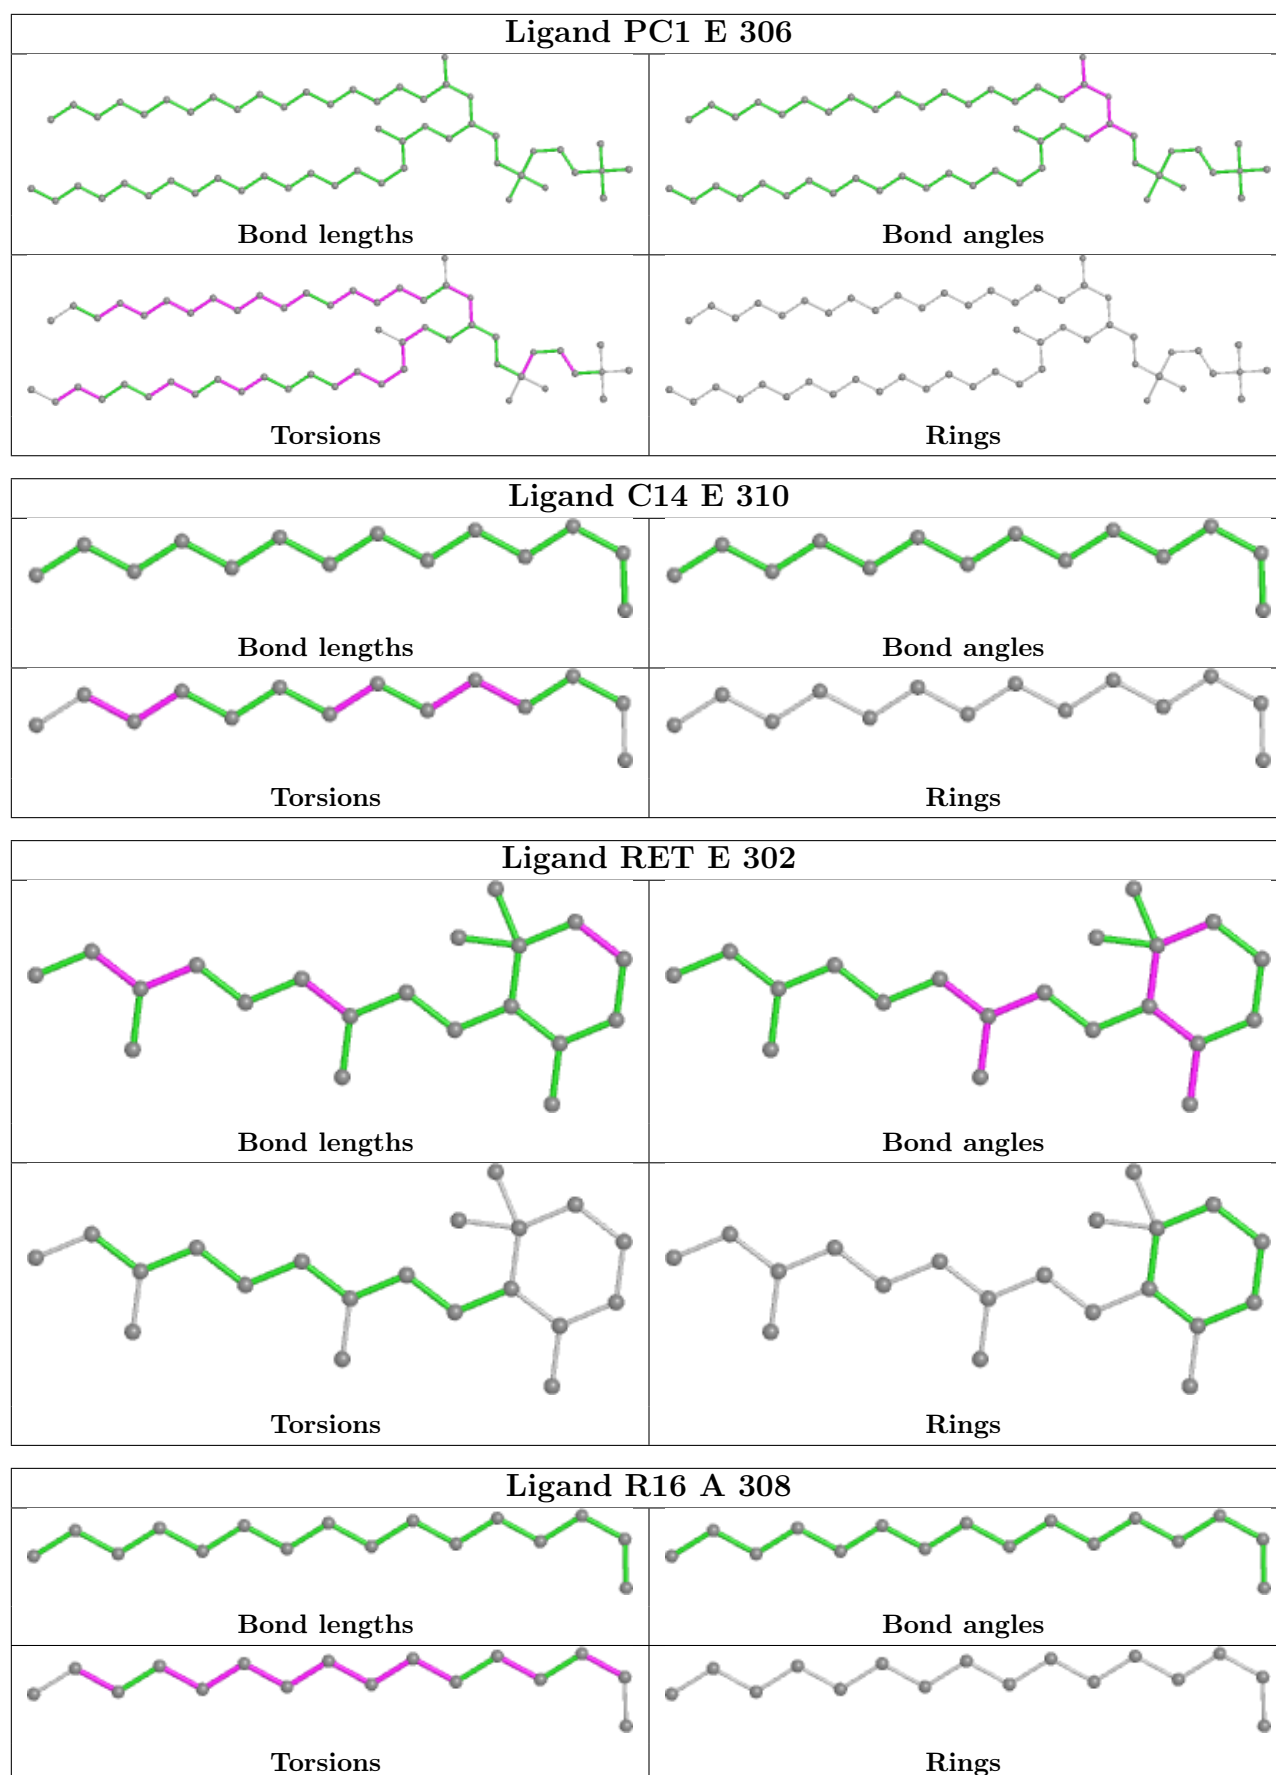 Ligand PC1 E 306
Bond lengths
Bond angles
Torsions
Rings
Ligand C14 E 310
Bond lengths
Bond angles
Torsions
Rings
Ligand RET E 302
Bond lengths
Bond angles
Torsions
Rings
Ligand R16 A 308
Bond lengths
Bond angles
Torsions
Rings